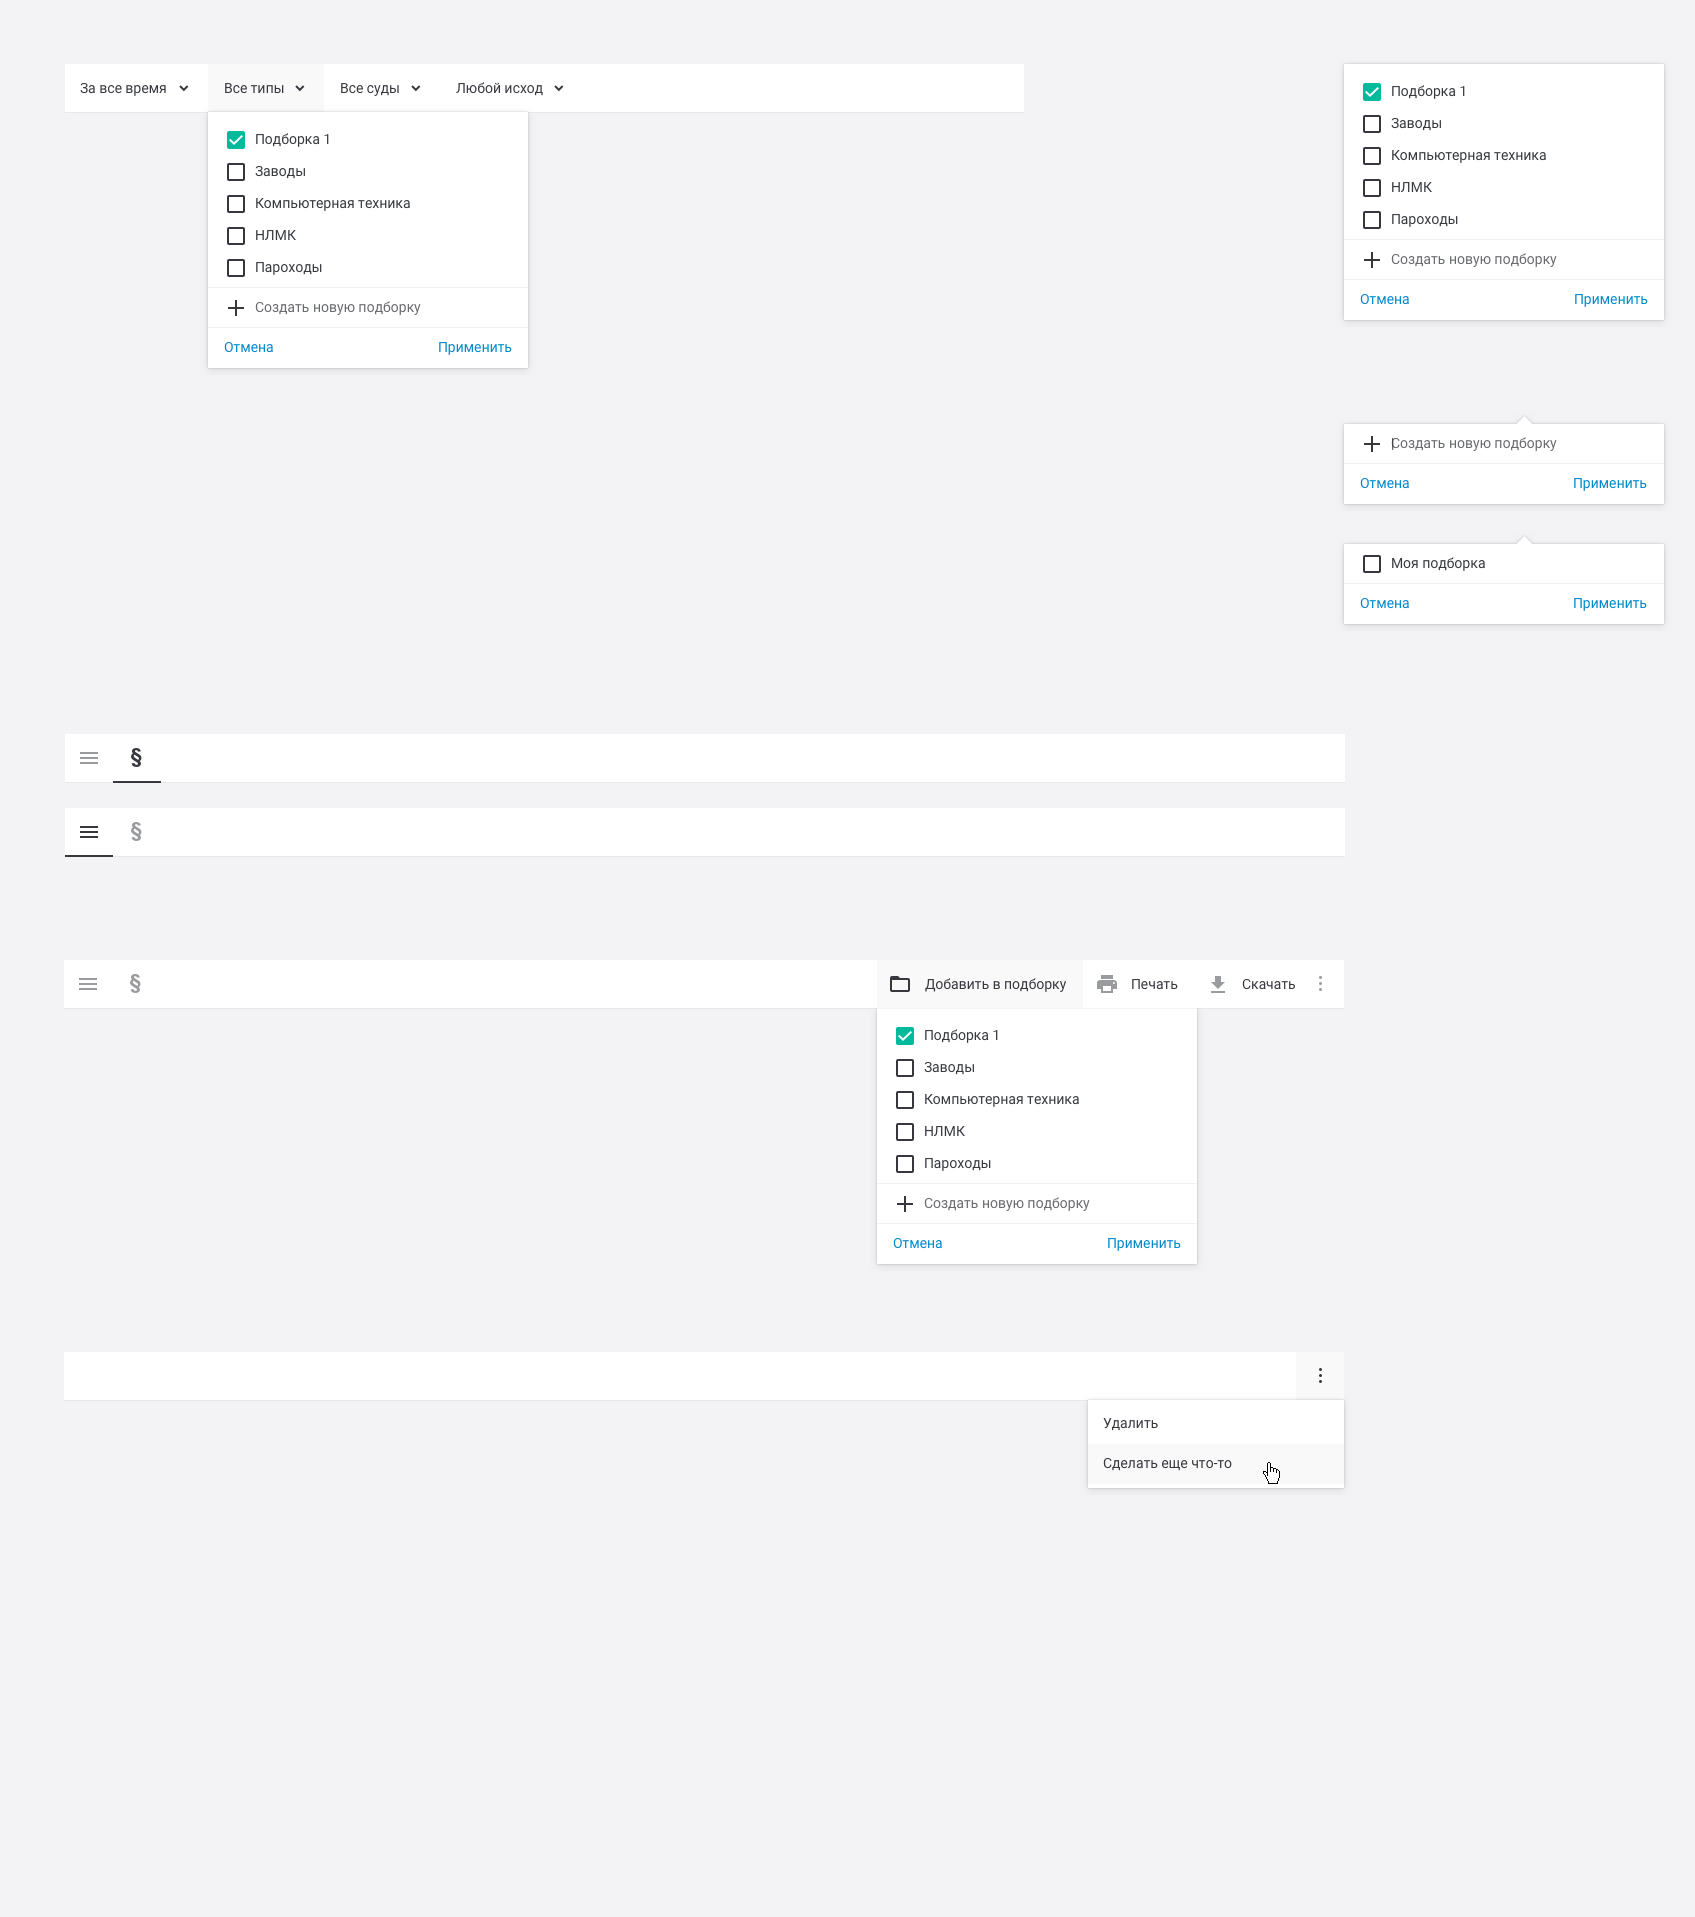 За все время Все типы Все суды Любой исход
Подборка 1
Заводы
Компьютерная техника
НЛМК
Пароходы
Создать новую подборку
Отмена Применить
Подборка 1
Заводы
Компьютерная техника
НЛМК
Пароходы
Создать новую подборку
Отмена Применить
Создать новую подборку
Отмена Применить
Моя подборка
Отмена Применить
§
§
§ Добавить в подборку Печать Скачать
Подборка 1
Заводы
Компьютерная техника
НЛМК
Пароходы
Создать новую подборку
Отмена Применить
Удалить
Сделать еще что-то